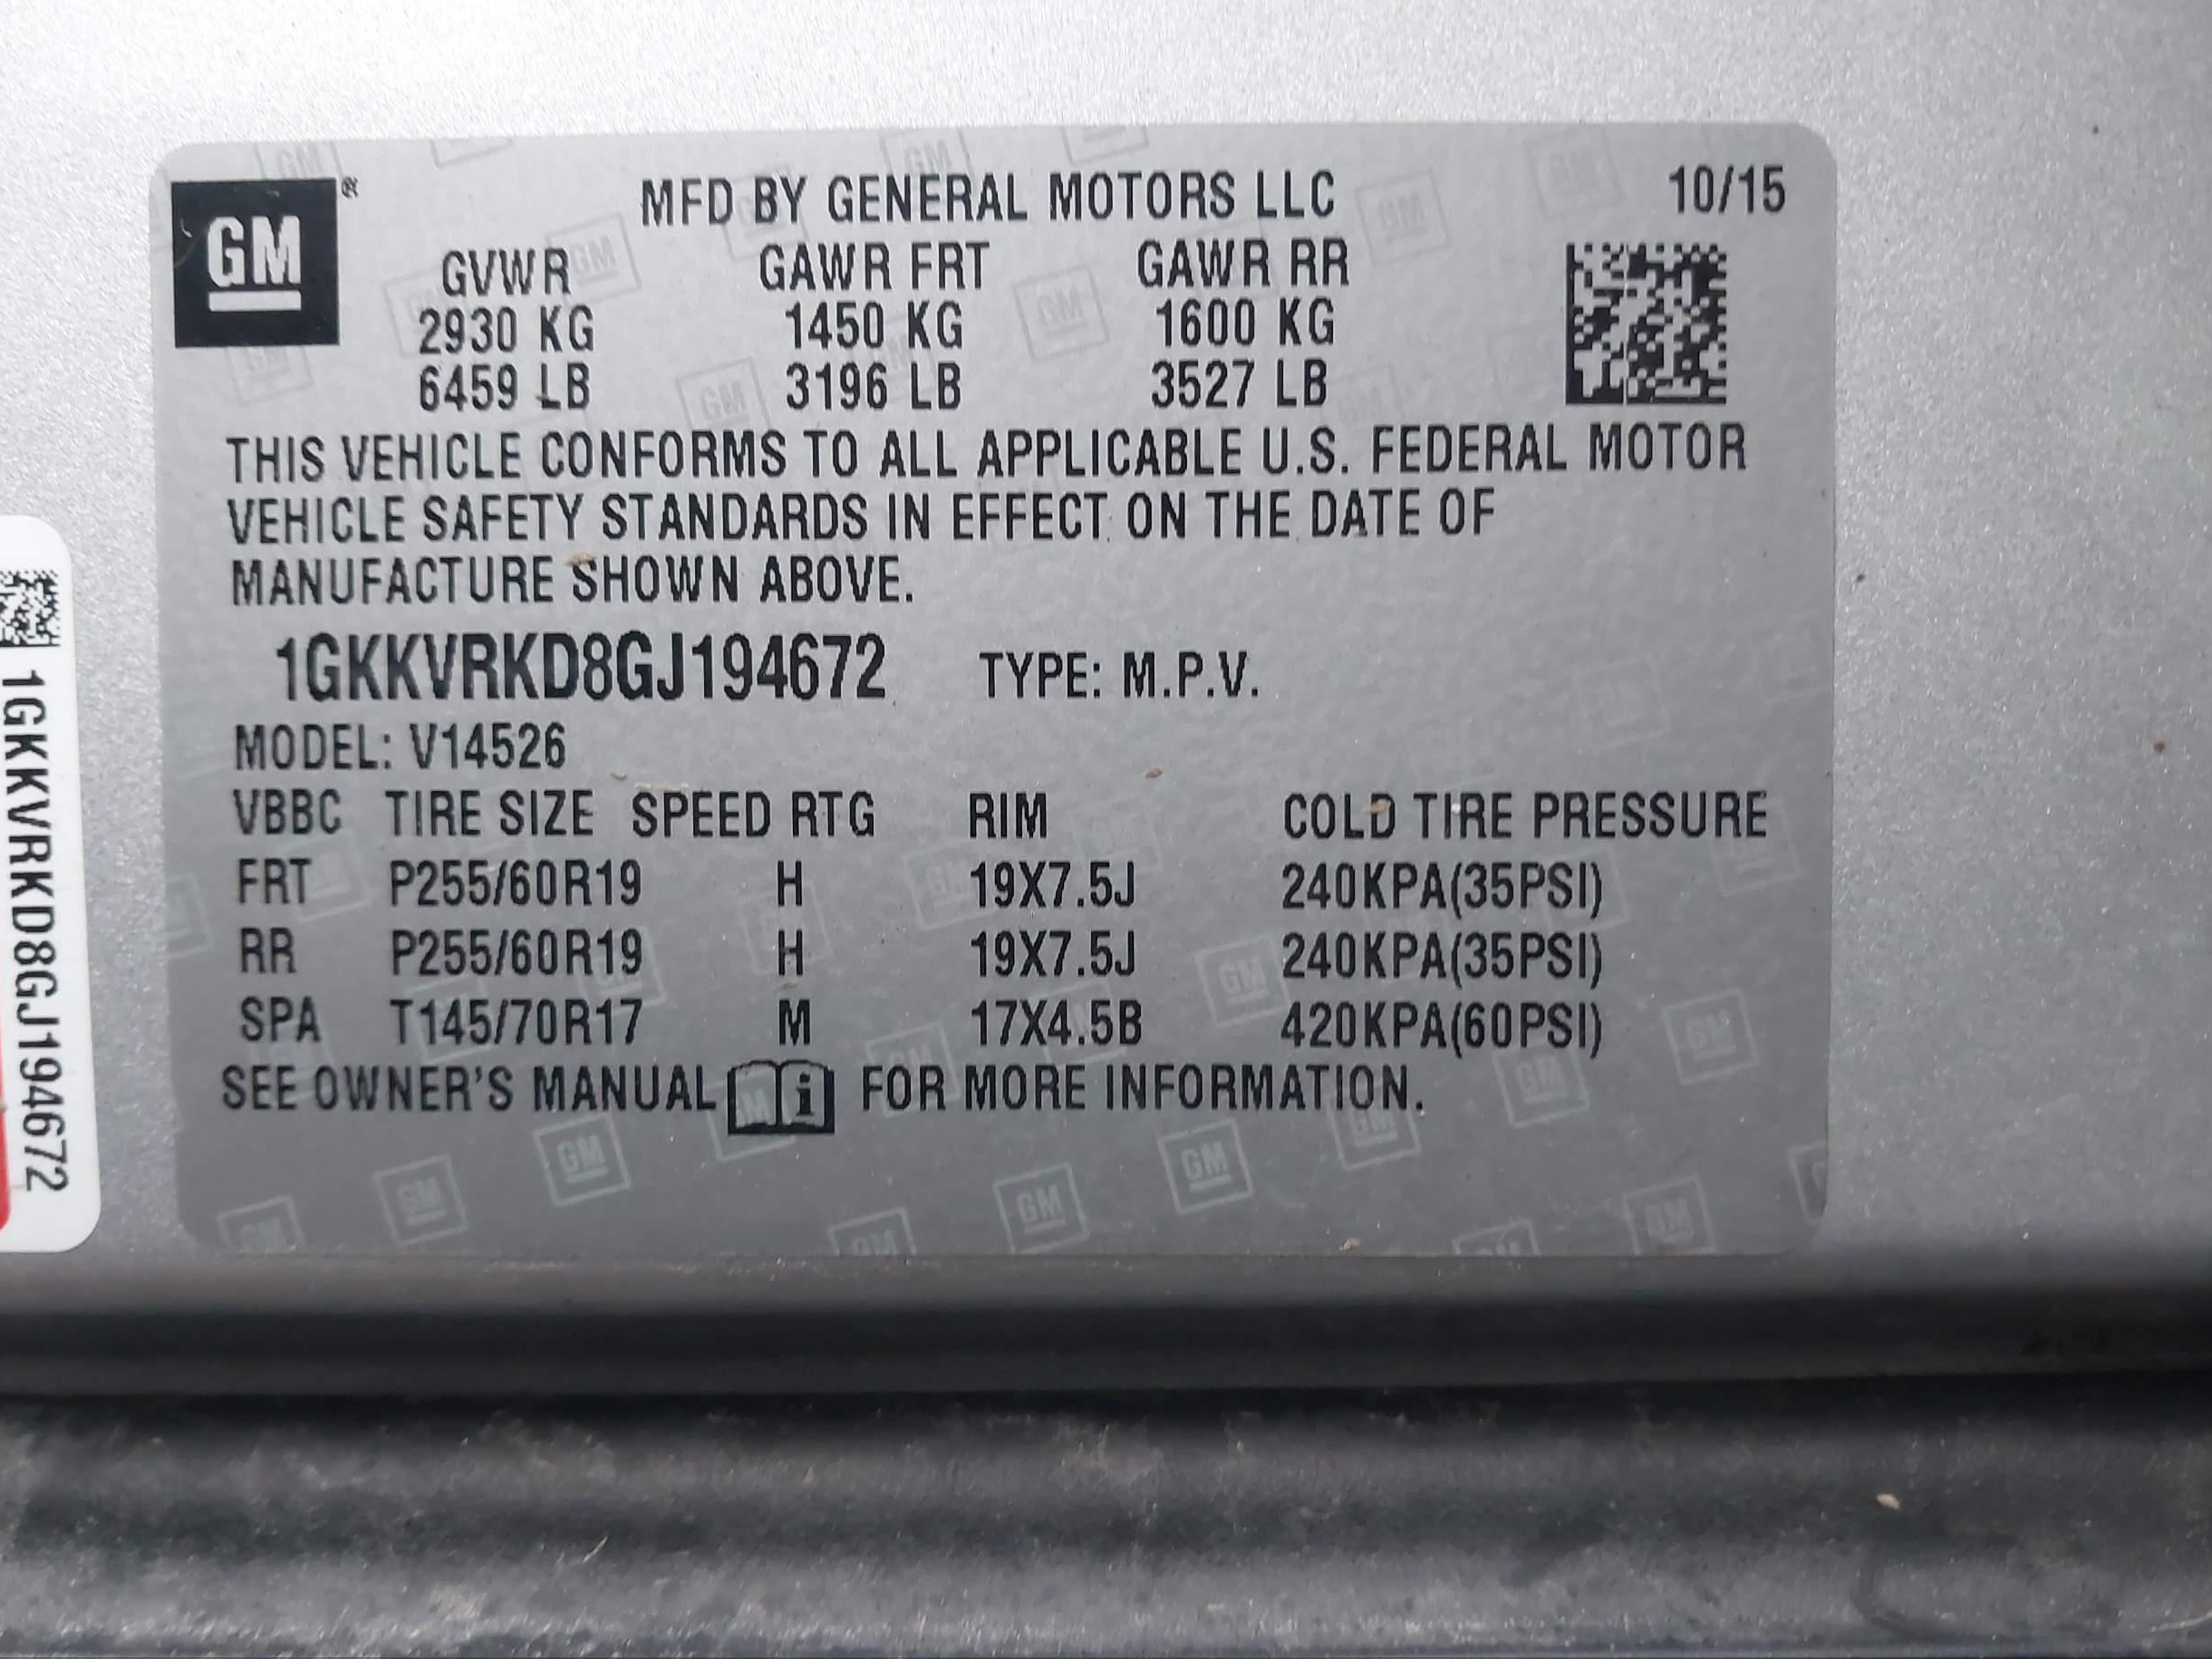 GM ®
MFD BY GENERAL MOTORS LLC 10/15
GVWR GAWR FRT GAWR RR
2930 KG 1450 KG 1600 KG
6459 LB 3196 LB 3527 LB
THIS VEHICLE CONFORMS TO ALL APPLICABLE U.S. FEDERAL MOTOR
VEHICLE SAFETY STANDARDS IN EFFECT ON THE DATE OF
MANUFACTURE SHOWN ABOVE.
1GKKVRKD8GJ194672 TYPE: M.P.V.
MODEL: V14526
VBBC TIRE SIZE SPEED RTG RIM COLD TIRE PRESSURE
FRT P255/60R19 H 19X7.5J 240KPA(35PSI)
RR P255/60R19 H 19X7.5J 240KPA(35PSI)
SPA T145/70R17 M 17X4.5B 420KPA(60PSI)
SEE OWNER'S MANUAL i FOR MORE INFORMATION.
1GKKVRKD8GJ194672